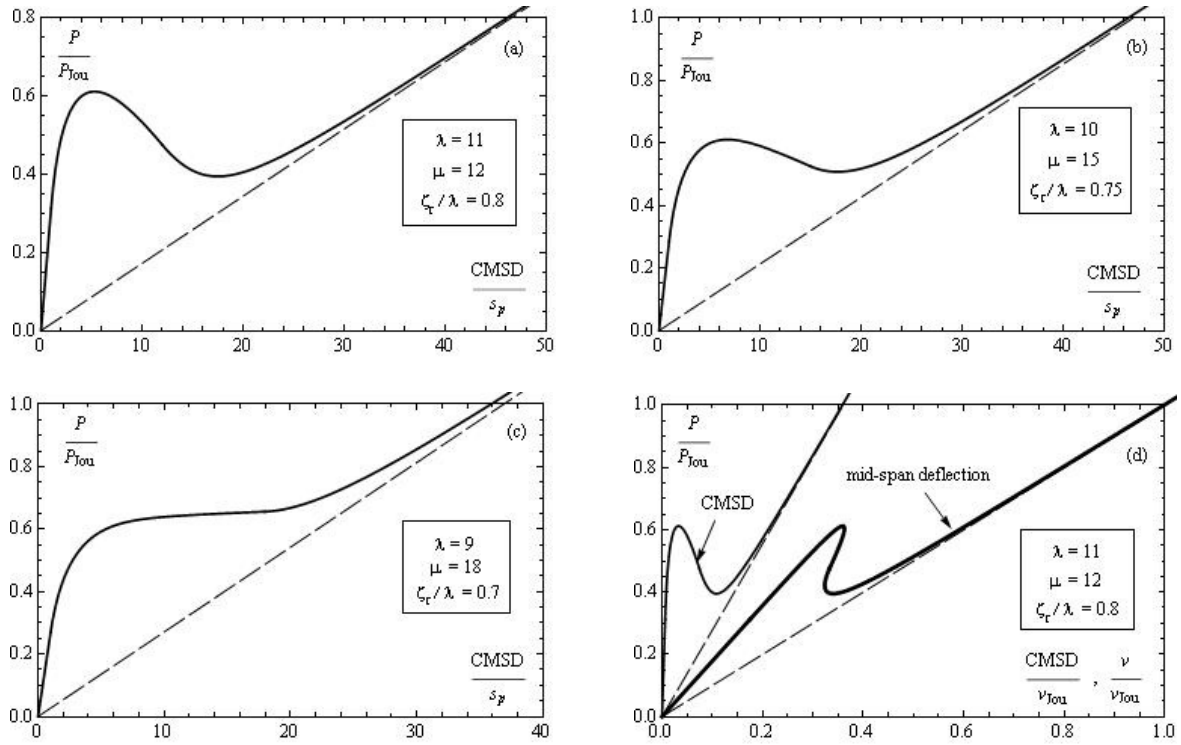 0.8
P
P_Jou
(a)
0.6
λ = 11
μ = 12
ζ_r / λ = 0.8
0.4
0.2
CMSD
s_p
0.0
0 10 20 30 40 50
1.0
P
P_Jou
(b)
0.8
0.6
λ = 10
μ = 15
ζ_r / λ = 0.75
0.4
0.2
CMSD
s_p
0.0
0 10 20 30 40 50
1.0
P
P_Jou
(c)
0.8
0.6
λ = 9
μ = 18
ζ_r / λ = 0.7
0.4
0.2
CMSD
s_p
0.0
0 10 20 30 40
1.0
P
P_Jou
(d)
0.8
mid-span deflection
CMSD
0.6
λ = 11
μ = 12
ζ_r / λ = 0.8
0.4
0.2
CMSD , v
v_Jou v_Jou
0.0
0.0 0.2 0.4 0.6 0.8 1.0